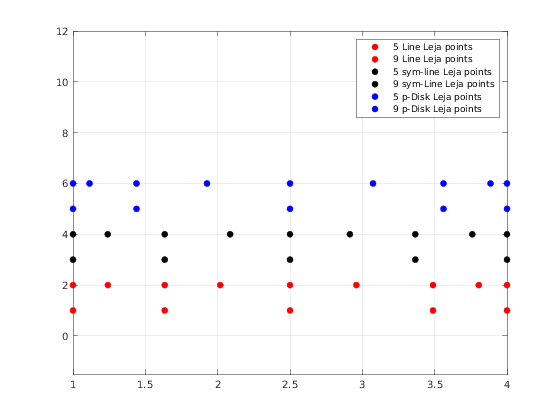 12
10
8
6
4
2
0
1 1.5 2 2.5 3 3.5 4
5 Line Leja points
9 Line Leja points
5 sym-line Leja points
9 sym-Line Leja points
5 p-Disk Leja points
9 p-Disk Leja points